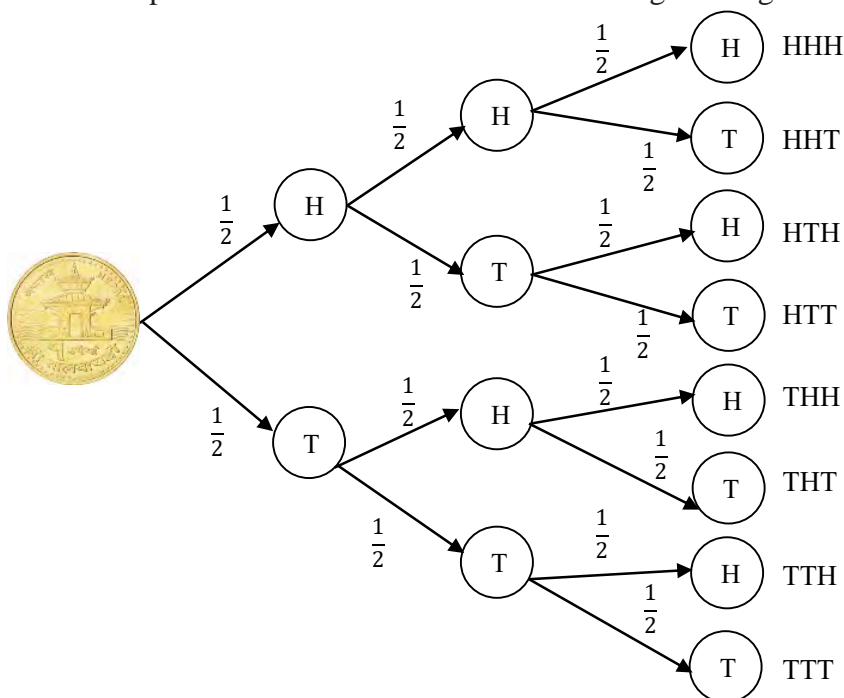 1/2 H HHH
1/2 H
1/2 T HHT
1/2 H
1/2 H HTH
1/2 T
1/2 T HTT
१
1/2 H THH
1/2 H
1/2 T THT
1/2 T
1/2 H TTH
1/2 T
1/2 T TTT